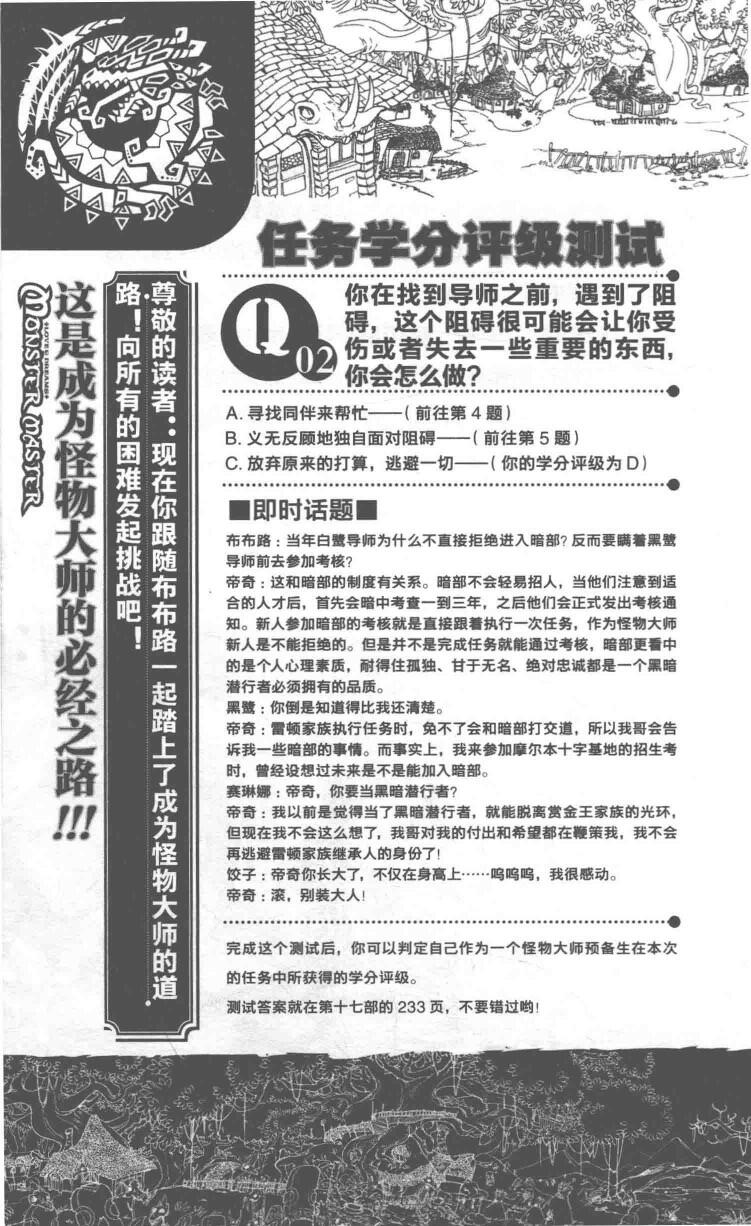 任务学分评级测试
Q02
你在找到导师之前，遇到了阻
碍，这个阻碍很可能会让你受
伤或者失去一些重要的东西，
你会怎么做？
A. 寻找同伴来帮忙——（前往第 4 题）
B. 义无反顾地独自面对阻碍——（前往第 5 题）
C. 放弃原来的打算，逃避一切——（你的学分评级为 D）
■即时话题■
布布路：当年白鹭导师为什么不直接拒绝进入暗部？反而要瞒着黑鹭
导师前去参加考核？
帝奇：这和暗部的制度有关系。暗部不会轻易招人，当他们注意到适
合的人才后，首先会暗中考查一到三年，之后他们会正式发出考核通
知。新人参加暗部的考核就是直接跟着执行一次任务，作为怪物大师
新人是不能拒绝的。但是并不是完成任务就能通过考核，暗部更看中
的是个人心理素质，耐得住孤独、甘于无名、绝对忠诚都是一个黑暗
潜行者必须拥有的品质。
黑鹭：你倒是知道得比我还清楚。
帝奇：雷顿家族执行任务时，免不了会和暗部打交道，所以我哥会告
诉我一些暗部的事情。而事实上，我来参加摩尔本十字基地的招生考
时，曾经设想过未来是不是能加入暗部。
赛琳娜：帝奇，你要当黑暗潜行者？
帝奇：我以前是觉得当了黑暗潜行者，就能脱离赏金王家族的光环，
但现在我不会这么想了，我哥对我的付出和希望都在鞭策我，我不会
再逃避雷顿家族继承人的身份了！
饺子：帝奇你长大了，不仅在身高上……呜呜呜，我很感动。
帝奇：滚，别装大人！
完成这个测试后，你可以判定自己作为一个怪物大师预备生在本次
的任务中所获得的学分评级。
测试答案就在第十七部的 233 页，不要错过哟！
尊敬的读者：现在你跟随布布路一起踏上了成为怪物大师的道
路！向所有的困难发起挑战吧！
这是成为怪物大师的必经之路!!!
+LOVE & DREAMS+
MONSTER MASTER